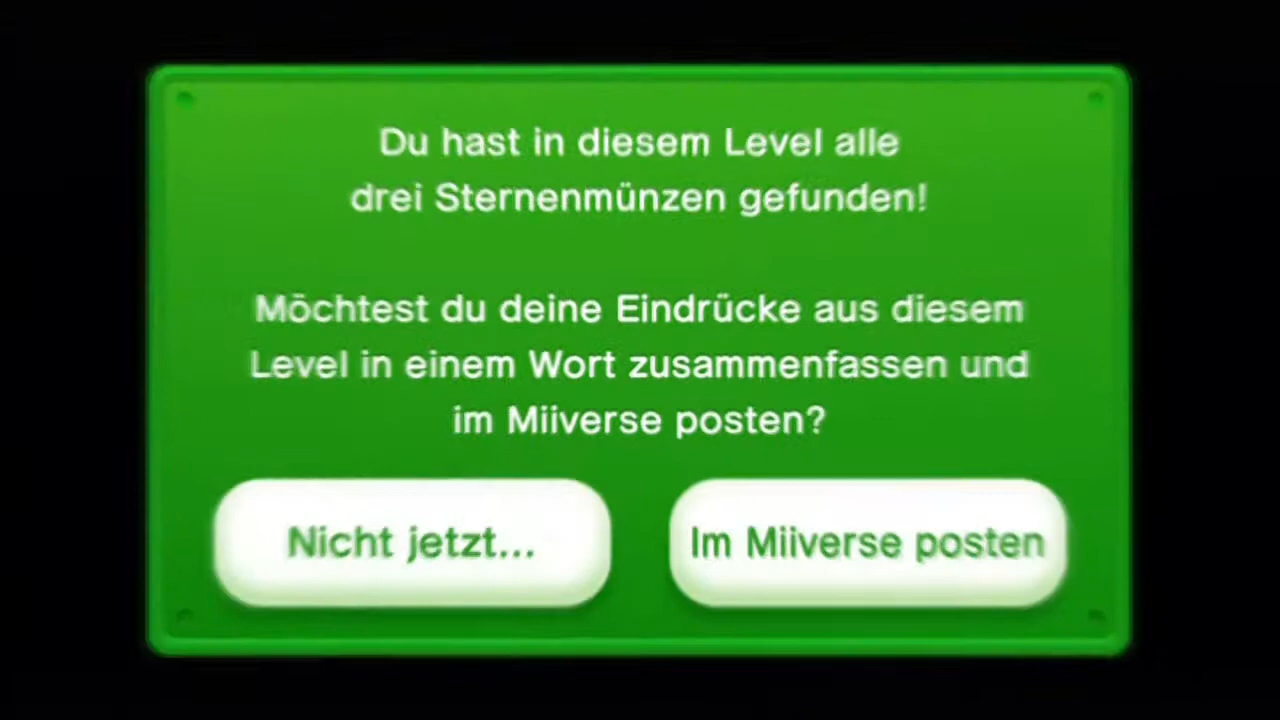 Du hast in diesem Level alle
drei Sternenmünzen gefunden!
Möchtest du deine Eindrücke aus diesem
Level in einem Wort zusammenfassen und
im Miiverse posten?
Nicht jetzt...
Im Miiverse posten